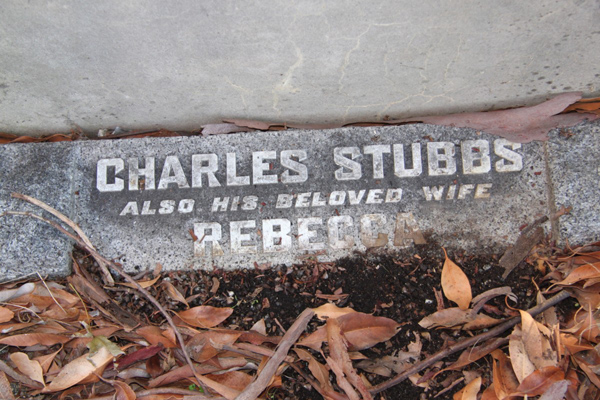 CHARLES STUBBS
ALSO HIS BELOVED WIFE
REBECCA